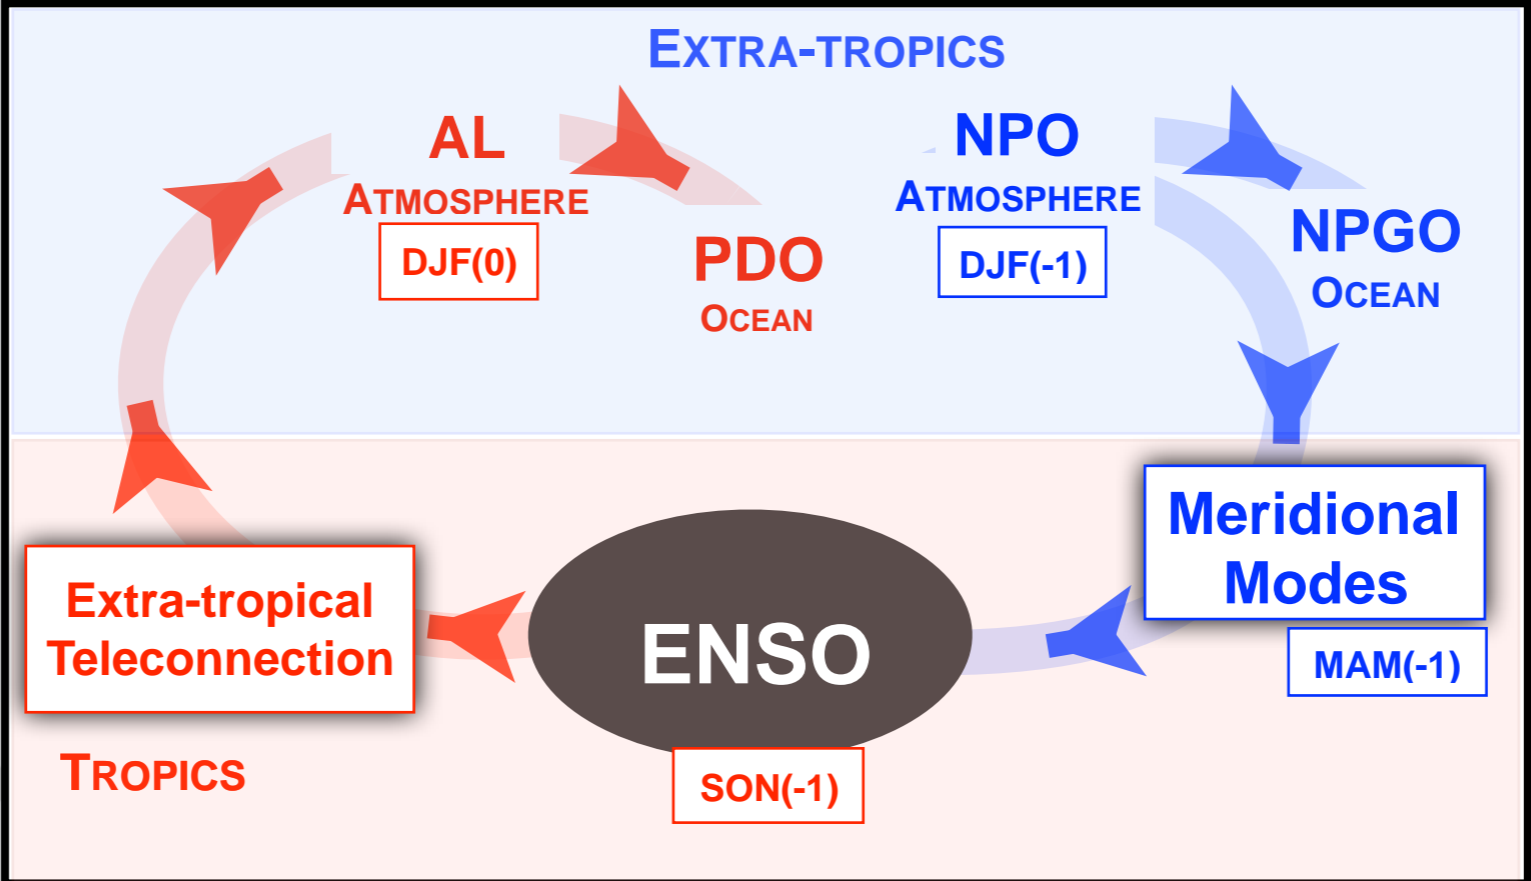 EXTRA-TROPICS
AL
ATMOSPHERE
DJF(0)
PDO
OCEAN
NPO
ATMOSPHERE
DJF(-1)
NPGO
OCEAN
Meridional
Modes
MAM(-1)
ENSO
SON(-1)
Extra-tropical
Teleconnection
TROPICS